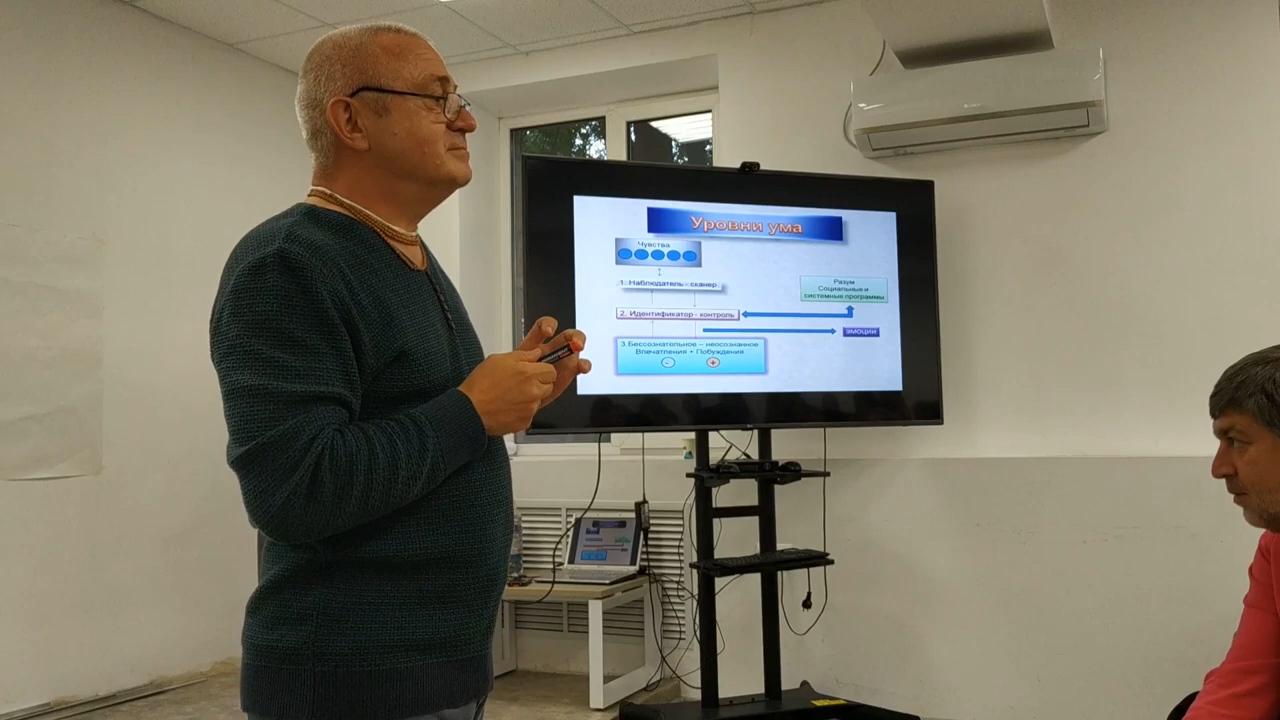 Уровни ума
Чувства
1. Наблюдатель - сканер
Разум
Социальные и
системные программы
2. Идентификатор - контроль
эмоции
3.Бессознательное – неосознанное
Впечатления + Побуждения
- +